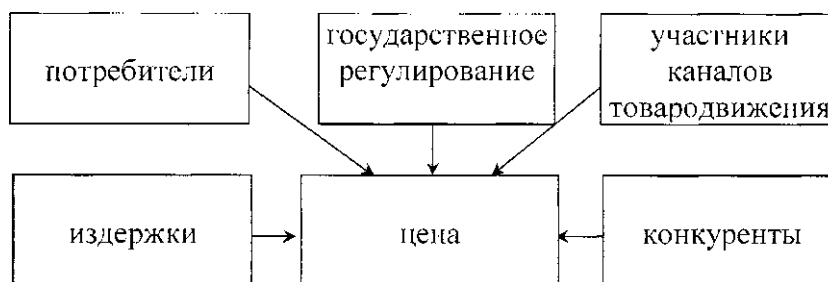 потребители
государственное
регулирование
участники
каналов
товародвижения
издержки
цена
конкуренты